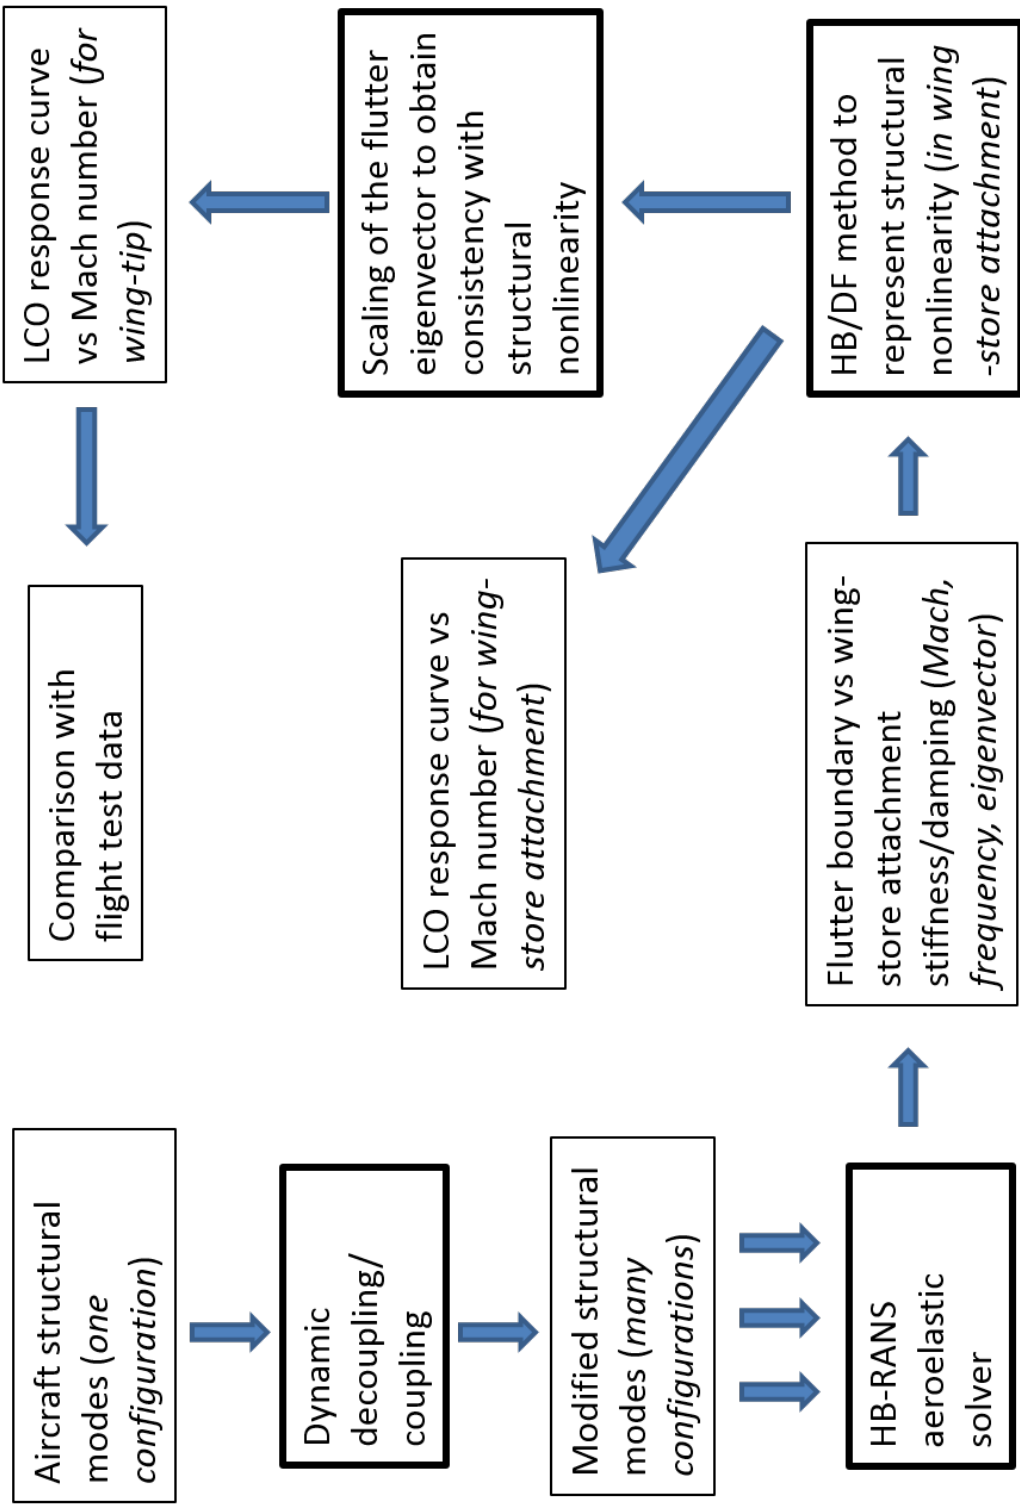 Aircraft structural
modes (one
configuration)
Dynamic
decoupling/
coupling
Modified structural
modes (many
configurations)
HB-RANS
aeroelastic
solver
Flutter boundary vs wing-
store attachment
stiffness/damping (Mach,
frequency, eigenvector)
HB/DF method to
represent structural
nonlinearity (in wing
-store attachment)
LCO response curve vs
Mach number (for wing-
store attachment)
Scaling of the flutter
eigenvector to obtain
consistency with
structural
nonlinearity
LCO response curve
vs Mach number (for
wing-tip)
Comparison with
flight test data